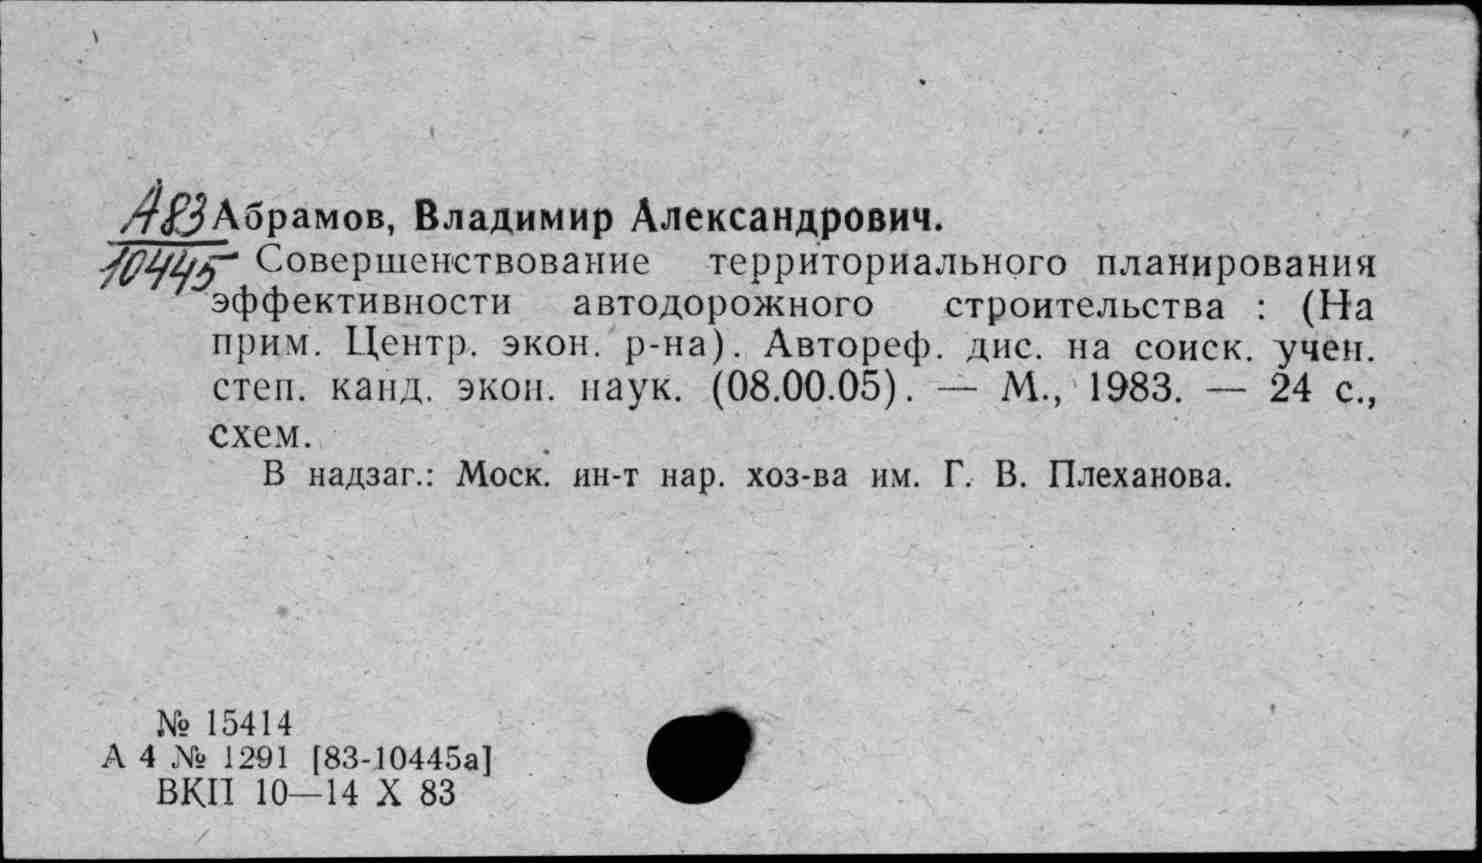 А83 Абрамов, Владимир Александрович.
10445 Совершенствование территориального планирования
эффективности автодорожного строительства : (На
прим. Центр. экон. р-на). Автореф. дис. на соиск. учен.
степ. канд. экон. наук. (08.00.05). — М., 1983. — 24 с.,
схем.
В надзаг.: Моск. ин-т нар. хоз-ва им. Г. В. Плеханова.
№ 15414
А 4 № 1291 [83-10445а]
ВКП 10—14 X 83